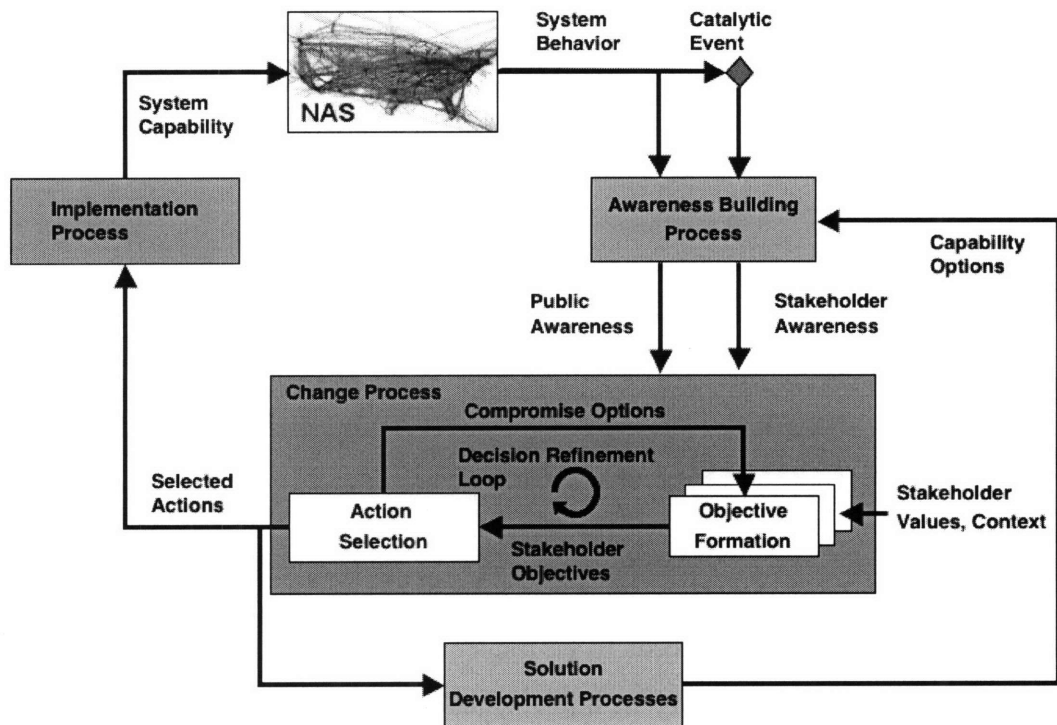 System
Behavior
Catalytic
Event
NAS
System
Capability
Implementation
Process
Awareness Building
Process
Capability
Options
Public
Awareness
Stakeholder
Awareness
Change Process
Compromise Options
Decision Refinement
Loop
Selected
Actions
Action
Selection
Objective
Formation
Stakeholder
Values, Context
Stakeholder
Objectives
Solution
Development Processes